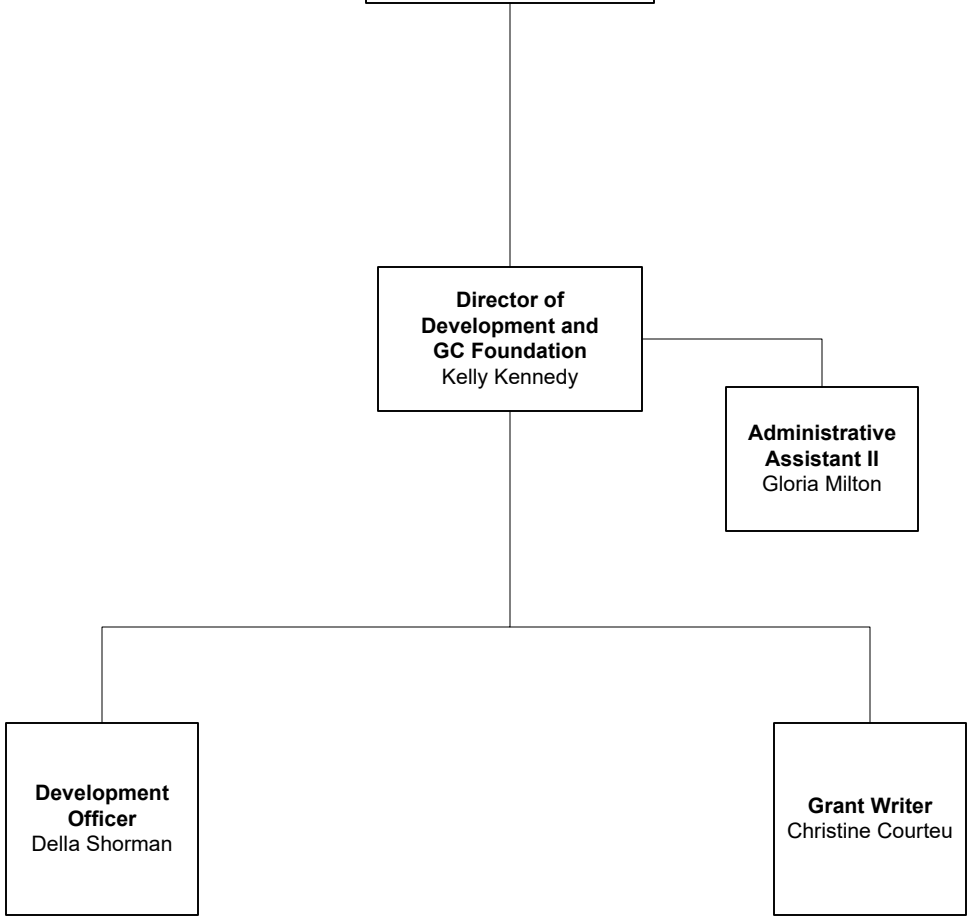 Director of
Development and
GC Foundation
Kelly Kennedy
Administrative
Assistant II
Gloria Milton
Development
Officer
Della Shorman
Grant Writer
Christine Courteu